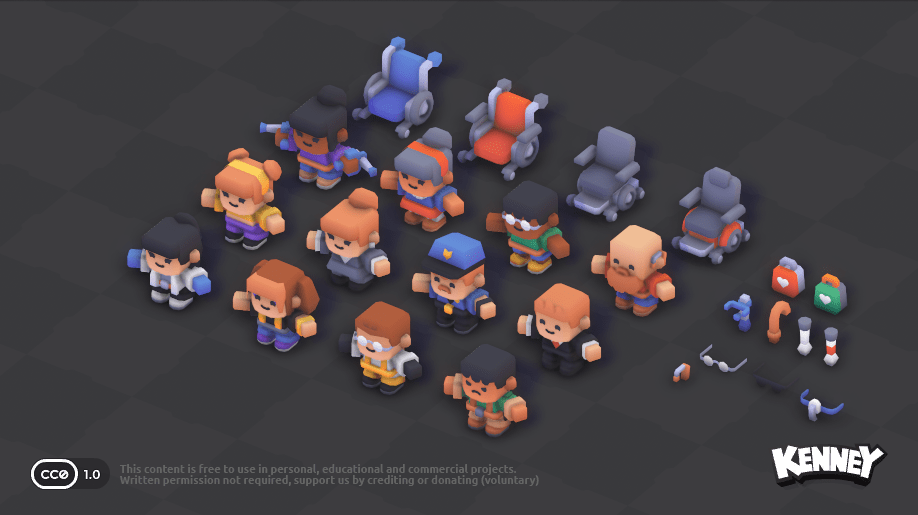 CC0 1.0
This content is free to use in personal, educational and commercial projects.
Written permission not required, support us by crediting or donating (voluntary)
KENNEY